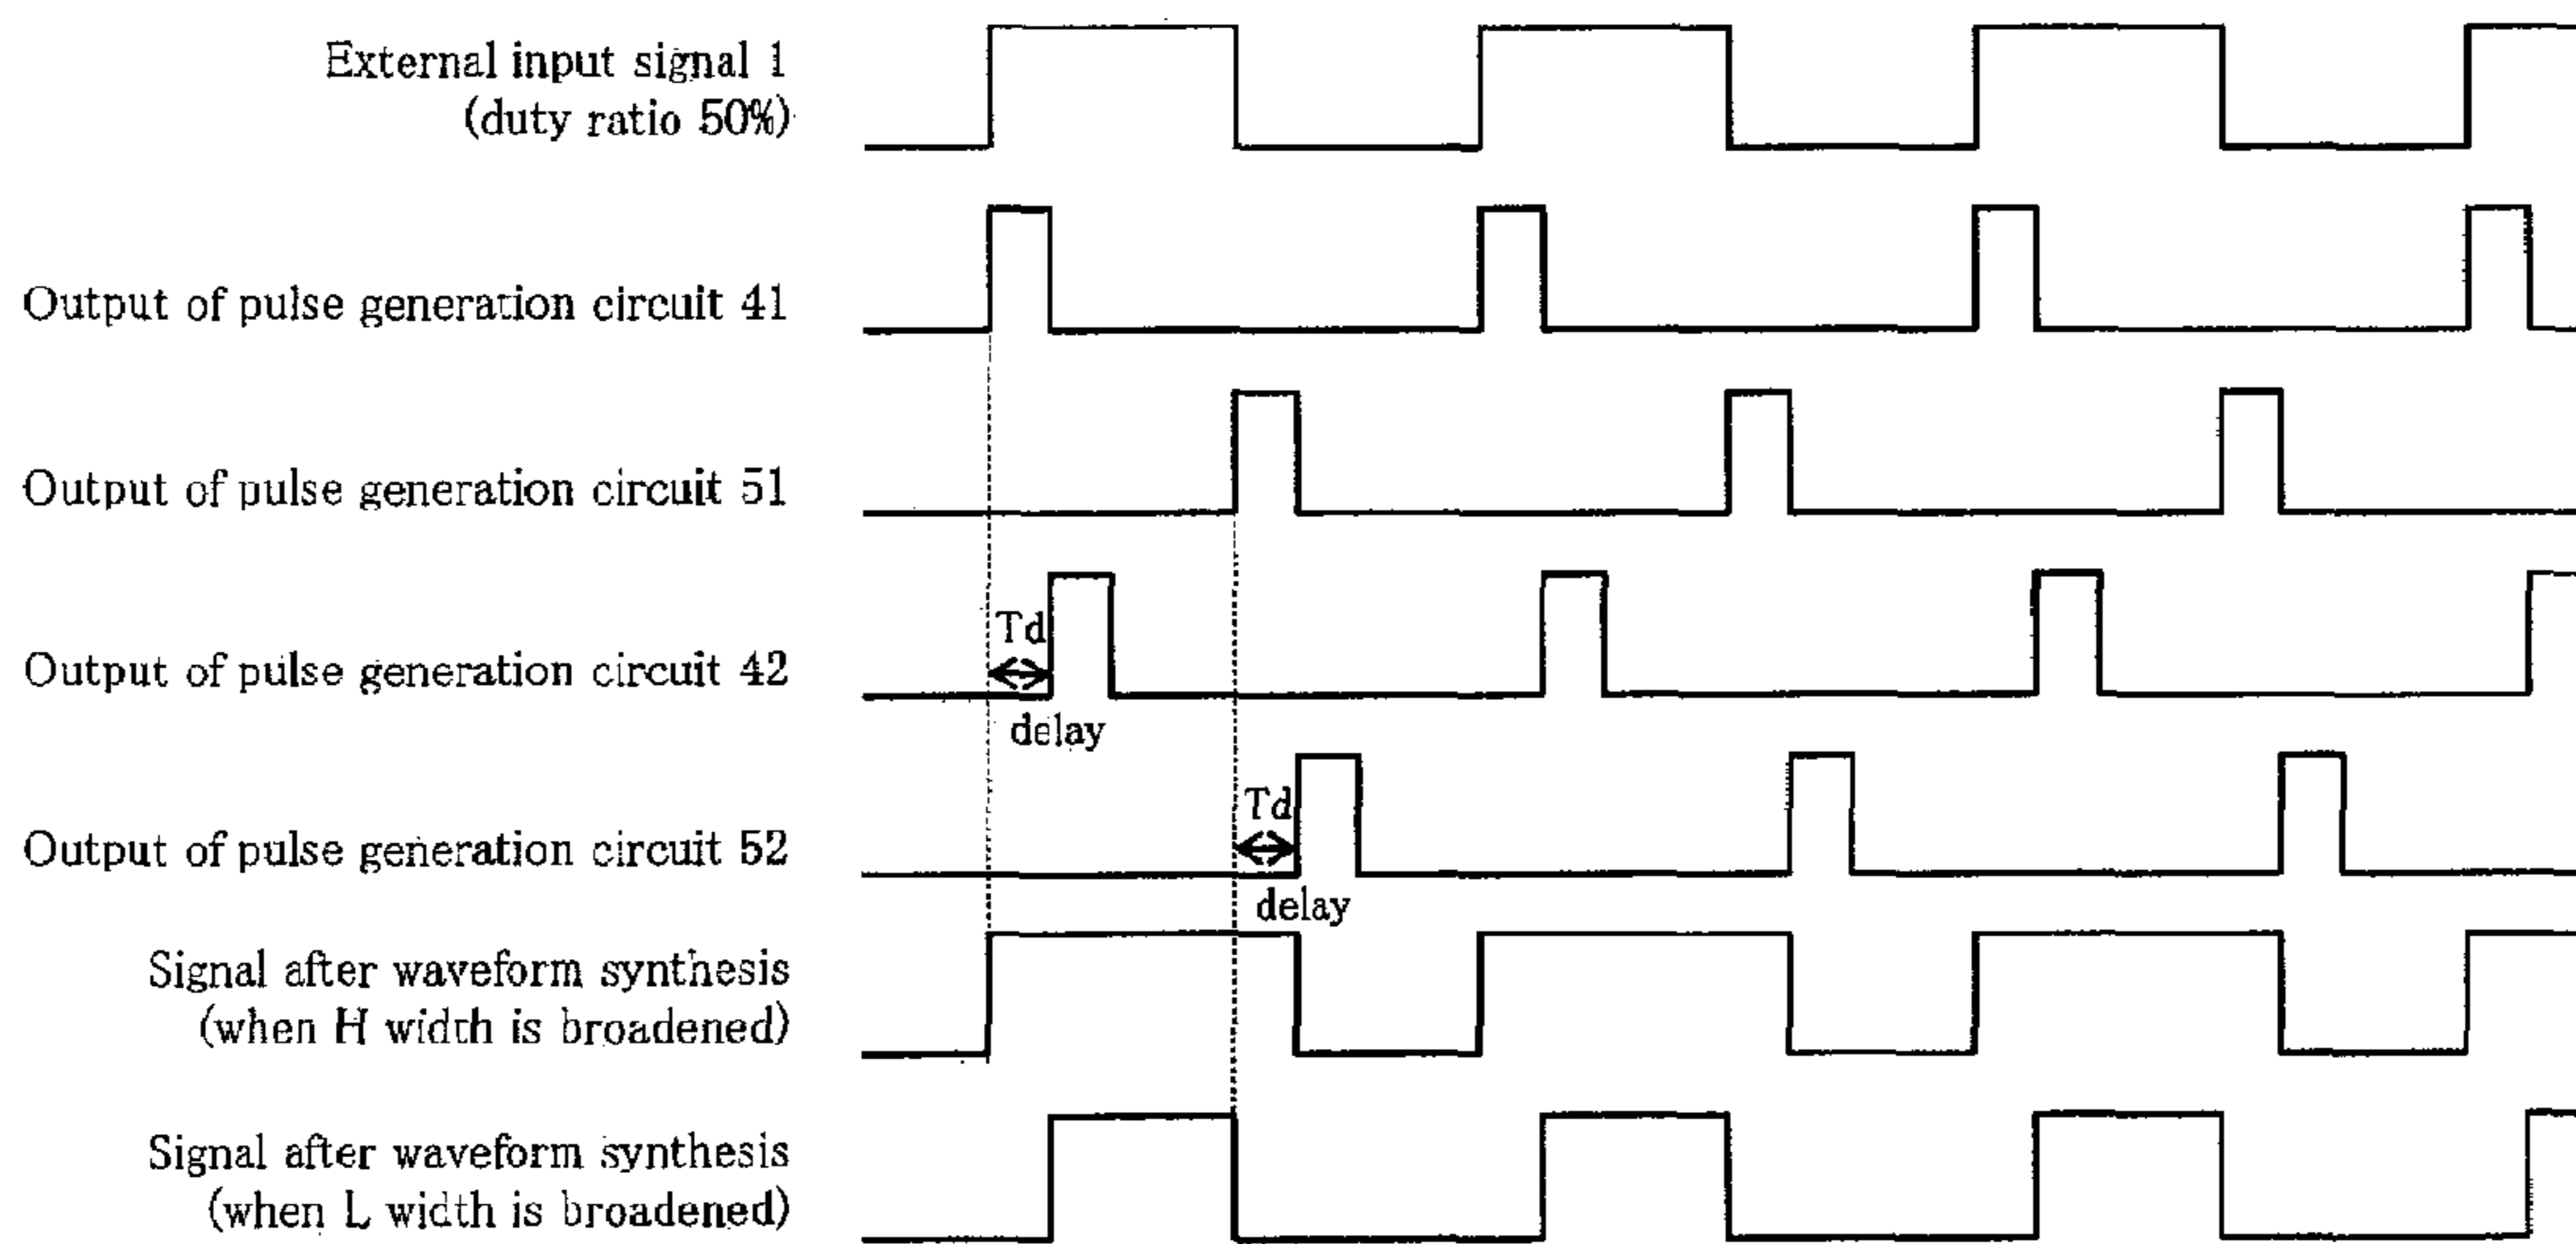 External input signal 1
(duty ratio 50%)
Output of pulse generation circuit 41
Output of pulse generation circuit 51
Td
Output of pulse generation circuit 42
delay
Td
Output of pulse generation circuit 52
delay
Signal after waveform synthesis
(when H width is broadened)
Signal after waveform synthesis
(when L width is broadened)